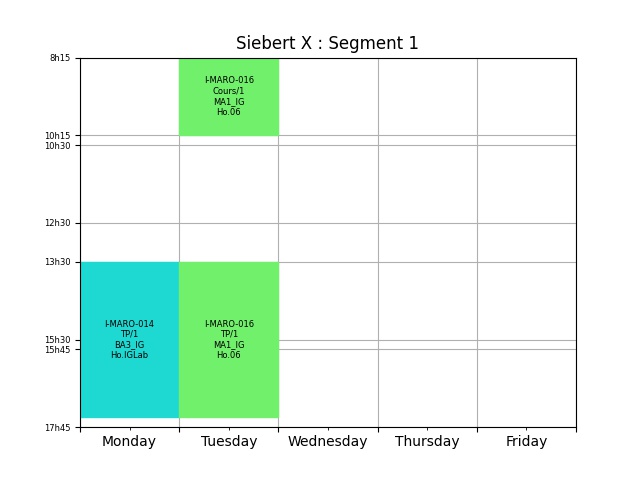 Siebert X : Segment 1
8h15
I-MARO-016
Cours/1
MA1_IG
Ho.06
10h15
10h30
12h30
13h30
I-MARO-014
TP/1
BA3_IG
Ho.IGLab
I-MARO-016
TP/1
MA1_IG
Ho.06
15h30
15h45
17h45
Monday
Tuesday
Wednesday
Thursday
Friday